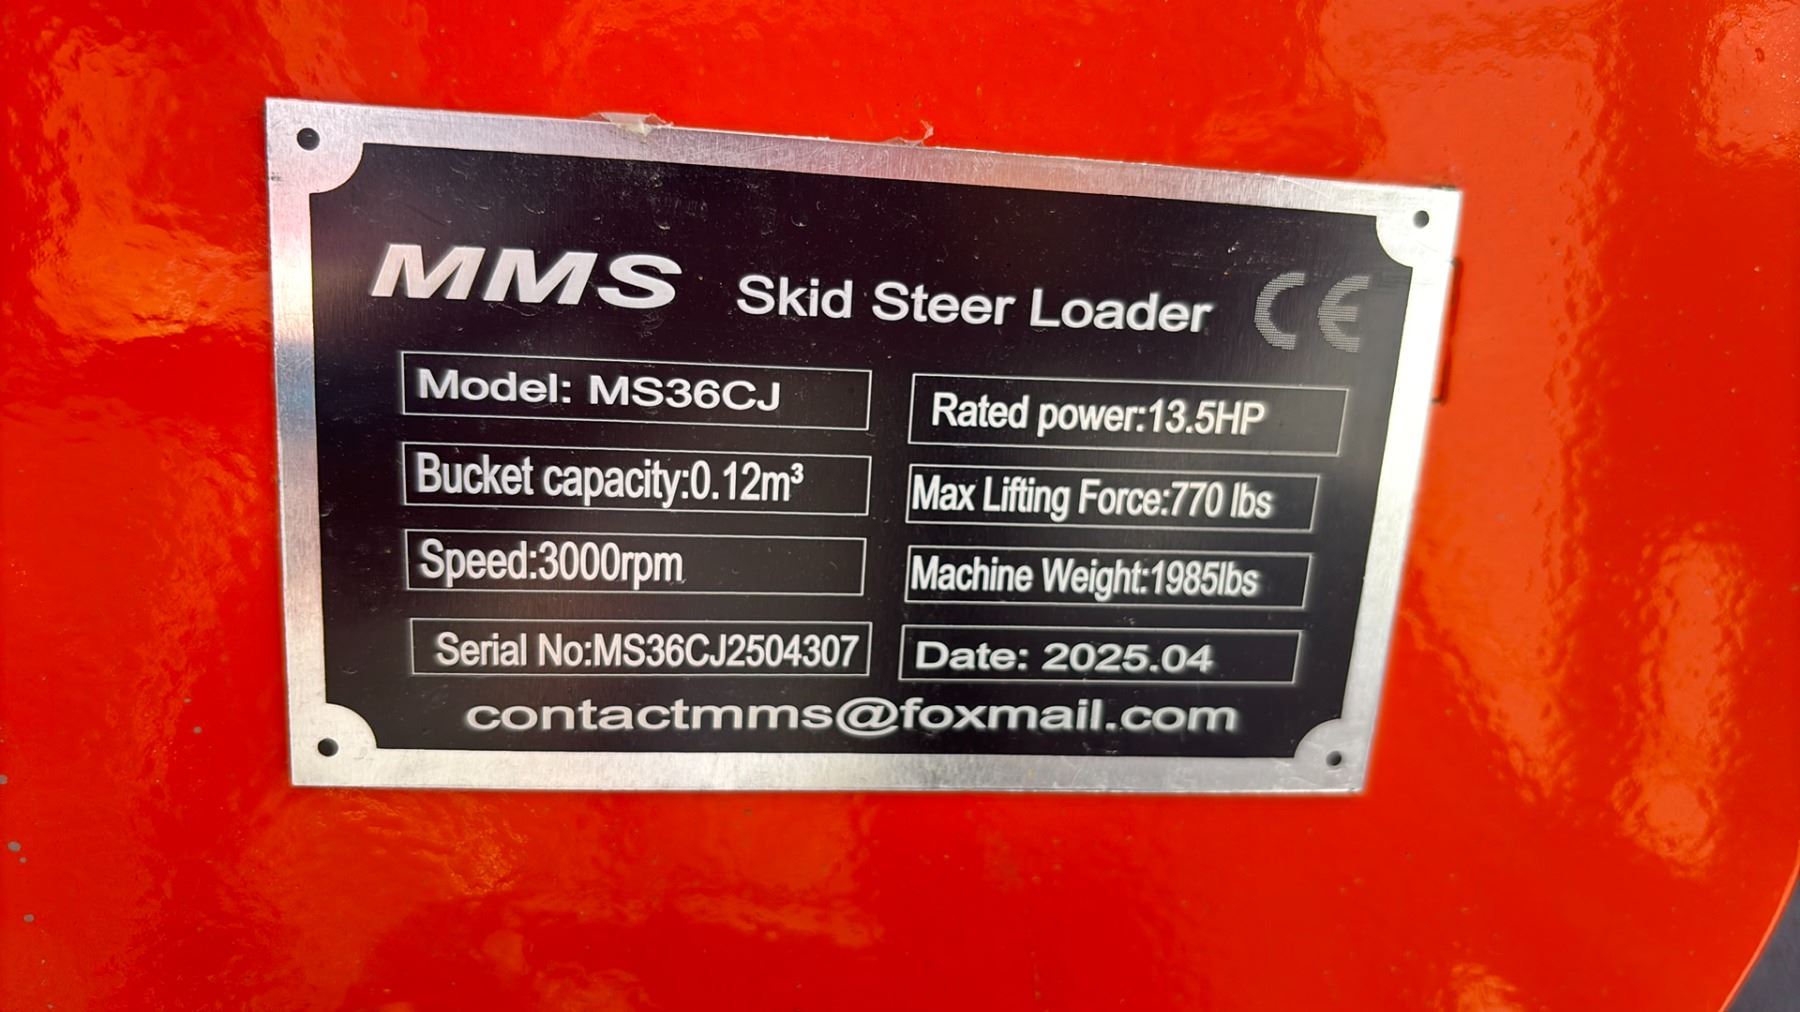 MMS Skid Steer Loader CE
Model: MS36CJ
Rated power:13.5HP
Bucket capacity:0.12m³
Max Lifting Force:770 lbs
Speed:3000rpm
Machine Weight:1985lbs
Serial No:MS36CJ2504307
Date: 2025.04
contactmms@foxmail.com